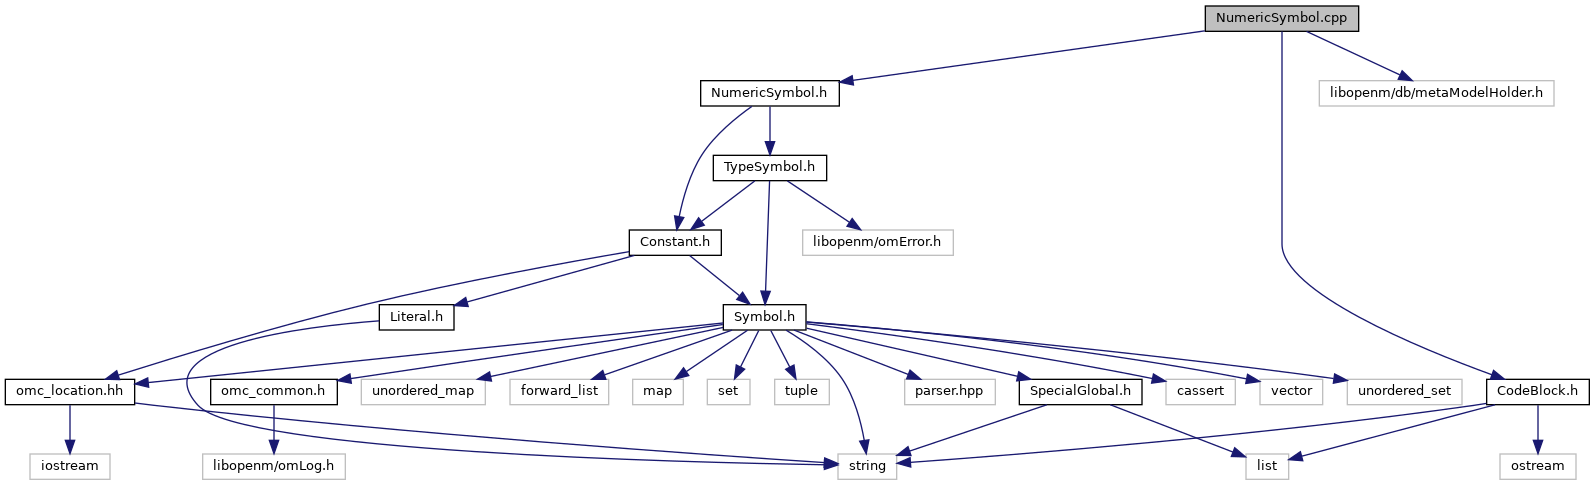 NumericSymbol.cpp
NumericSymbol.h
libopenm/db/metaModelHolder.h
TypeSymbol.h
Constant.h
libopenm/omError.h
Literal.h
Symbol.h
omc_location.hh
omc_common.h
unordered_map
forward_list
map
set
tuple
parser.hpp
SpecialGlobal.h
cassert
vector
unordered_set
CodeBlock.h
iostream
libopenm/omLog.h
string
list
ostream